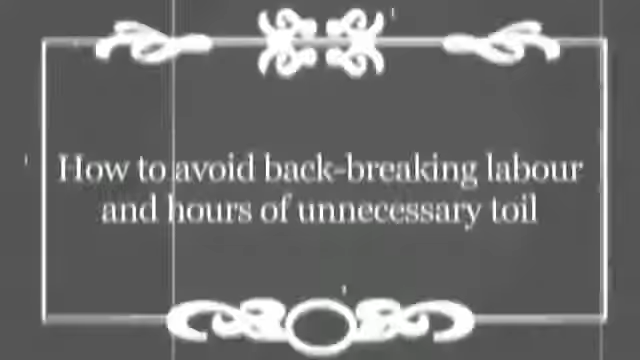 How to avoid back-breaking labour
and hours of unnecessary toil